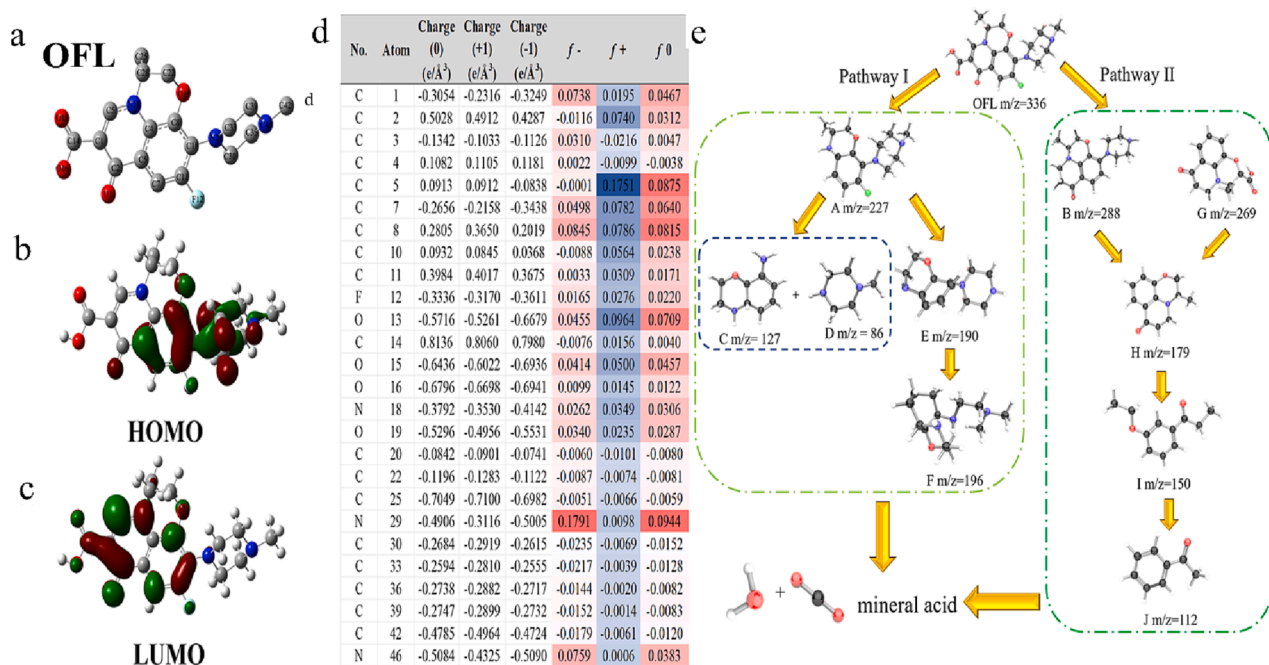 a
OFL
b
HOMO
c
LUMO
d
d
No. Atom Charge (0) (e/Å³) Charge (+1) (e/Å³) Charge (-1) (e/Å³) f - f + f 0
C 1 -0.3054 -0.2316 -0.3249 0.0738 0.0195 0.0467
C 2 0.5028 0.4912 0.4287 -0.0116 0.0740 0.0312
C 3 -0.1342 -0.1033 -0.1126 0.0310 -0.0216 0.0047
C 4 0.1082 0.1105 0.1181 0.0022 -0.0099 -0.0038
C 5 0.0913 0.0912 -0.0838 -0.0001 0.1751 0.0875
C 7 -0.2656 -0.2158 -0.3438 0.0498 0.0782 0.0640
C 8 0.2805 0.3650 0.2019 0.0845 0.0786 0.0815
C 10 0.0932 0.0845 0.0368 -0.0088 0.0564 0.0238
C 11 0.3984 0.4017 0.3675 0.0033 0.0309 0.0171
F 12 -0.3336 -0.3170 -0.3611 0.0165 0.0276 0.0220
O 13 -0.5716 -0.5261 -0.6679 0.0455 0.0964 0.0709
C 14 0.8136 0.8060 0.7980 -0.0076 0.0156 0.0040
O 15 -0.6436 -0.6022 -0.6936 0.0414 0.0500 0.0457
O 16 -0.6796 -0.6698 -0.6941 0.0099 0.0145 0.0122
N 18 -0.3792 -0.3530 -0.4142 0.0262 0.0349 0.0306
O 19 -0.5296 -0.4956 -0.5531 0.0340 0.0235 0.0287
C 20 -0.0842 -0.0901 -0.0741 -0.0060 -0.0101 -0.0080
C 22 -0.1196 -0.1283 -0.1122 -0.0087 -0.0074 -0.0081
C 25 -0.7049 -0.7100 -0.6982 -0.0051 -0.0066 -0.0059
N 29 -0.4906 -0.3116 -0.5005 0.1791 0.0098 0.0944
C 30 -0.2684 -0.2919 -0.2615 -0.0235 -0.0069 -0.0152
C 33 -0.2594 -0.2810 -0.2555 -0.0217 -0.0039 -0.0128
C 36 -0.2738 -0.2882 -0.2717 -0.0144 -0.0020 -0.0082
C 39 -0.2747 -0.2899 -0.2732 -0.0152 -0.0014 -0.0083
C 42 -0.4785 -0.4964 -0.4724 -0.0179 -0.0061 -0.0120
N 46 -0.5084 -0.4325 -0.5090 0.0759 0.0006 0.0383
e
OFL m/z=336
Pathway I
Pathway II
A m/z=227
B m/z=288
G m/z=269
C m/z= 127
+
D m/z = 86
E m/z=190
H m/z=179
F m/z=196
I m/z=150
J m/z=112
+
mineral acid